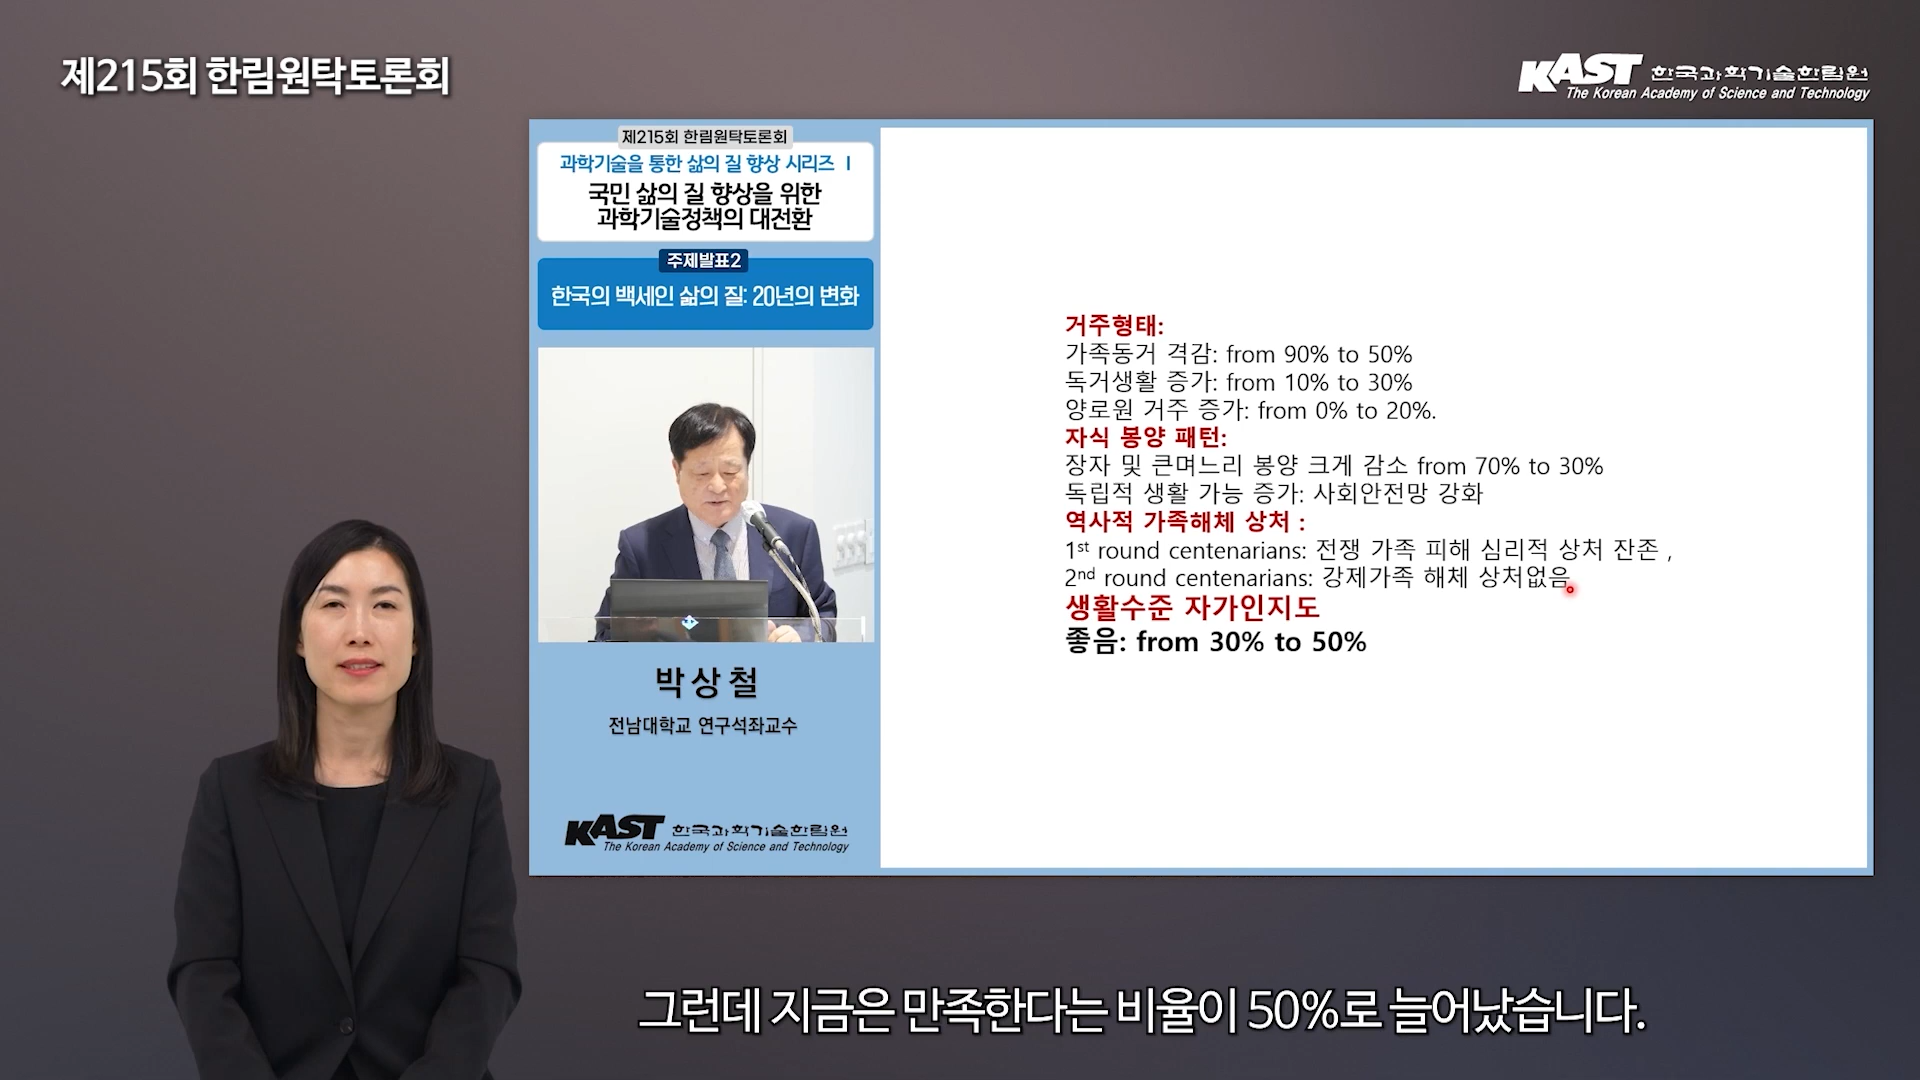 제215회 한림원탁토론회
KAST 한국과학기술한림원
The Korean Academy of Science and Technology
제215회 한림원탁토론회
과학기술을 통한 삶의 질 향상 시리즈 Ⅰ
국민 삶의 질 향상을 위한
과학기술정책의 대전환
주제발표2
한국의 백세인 삶의 질: 20년의 변화
박상철
전남대학교 연구석좌교수
KAST 한국과학기술한림원
The Korean Academy of Science and Technology
거주형태:
가족동거 격감: from 90% to 50%
독거생활 증가: from 10% to 30%
양로원 거주 증가: from 0% to 20%.
자식 봉양 패턴:
장자 및 큰며느리 봉양 크게 감소 from 70% to 30%
독립적 생활 가능 증가: 사회안전망 강화
역사적 가족해체 상처 :
1st round centenarians: 전쟁 가족 피해 심리적 상처 잔존 ,
2nd round centenarians: 강제가족 해체 상처없음
생활수준 자가인지도
좋음: from 30% to 50%
그런데 지금은 만족한다는 비율이 50%로 늘어났습니다.